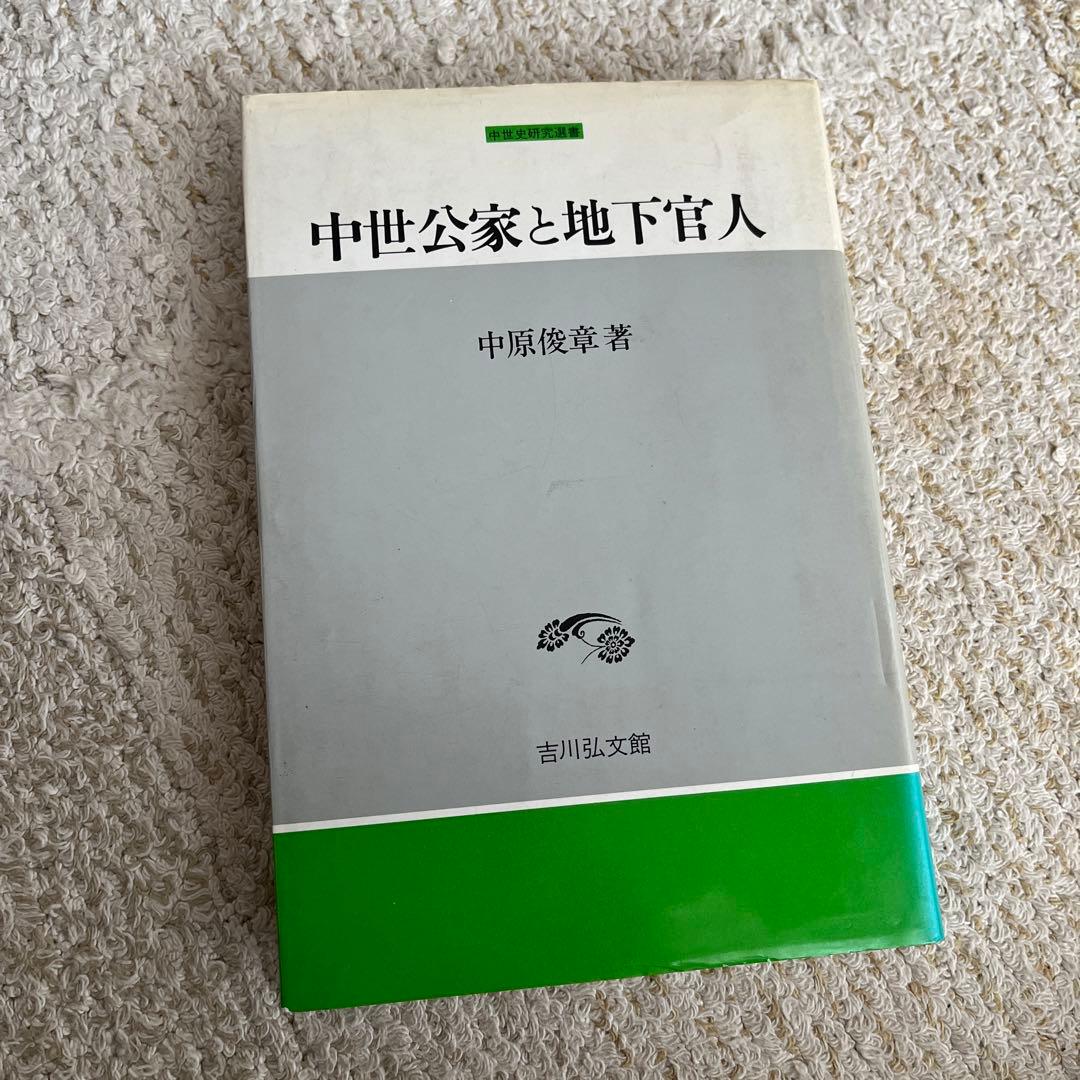 中世史研究選書
中世公家と地下官人
中原俊章著
吉川弘文館